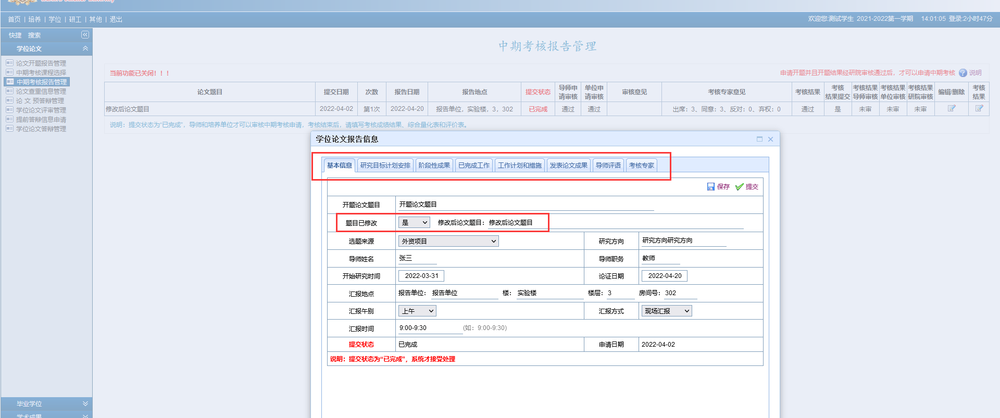 首页 | 培养 | 学位 | 研工 | 其他 | 退出
欢迎您:测试学生 2021-2022第一学期 14:01:05 登录:2小时47分
快捷 搜索
学位论文
论文开题报告管理
中期考核课程选择
中期考核报告管理
论文查重信息管理
论 文 预答辩管理
学位论文评审管理
提前答辩信息申请
学位论文答辩管理
毕业学位
学术成果
中期考核报告管理
当前功能已关闭！！！
申请开题并且开题结果经研院审核通过后，才可以申请中期考核 说明
论文题目 提交日期 次数 报告日期 报告地点 提交状态 导师申请审核 单位申请审核 审核意见 考核专家意见 考核结果 考核结果提交 考核结果导师审核 考核结果单位审核 考核结果研院审核 编辑/删除 考核结果
修改后论文题目 2022-04-02 第1次 2022-04-20 报告单位，实验楼，3，302 已完成 通过 通过 出席：3、同意：3、反对：0、弃权：0 通过 是 未审 未审 未审
说明：提交状态为“已完成”，导师和培养单位才可以审核中期考核申请，考核结束后，请填写考核成绩结果、综合量化表和评价表。
学位论文报告信息
基本信息 研究目标计划安排 阶段性成果 已完成工作 工作计划和措施 发表论文成果 导师评语 考核专家
保存 提交
开题论文题目 开题论文题目
题目已修改 是 修改后论文题目：修改后论文题目
选题来源 外资项目 研究方向 研究方向研究方向
导师姓名 张三 导师职务 教师
开始研究时间 2022-03-31 论证日期 2022-04-20
汇报地点 报告单位：报告单位 楼：实验楼 楼层：3 房间号：302
汇报午别 上午 汇报方式 现场汇报
汇报时间 9:00-9:30 (如：9:00-9:30)
提交状态 已完成 申请日期 2022-04-02
说明：提交状态为“已完成”，系统才接受处理